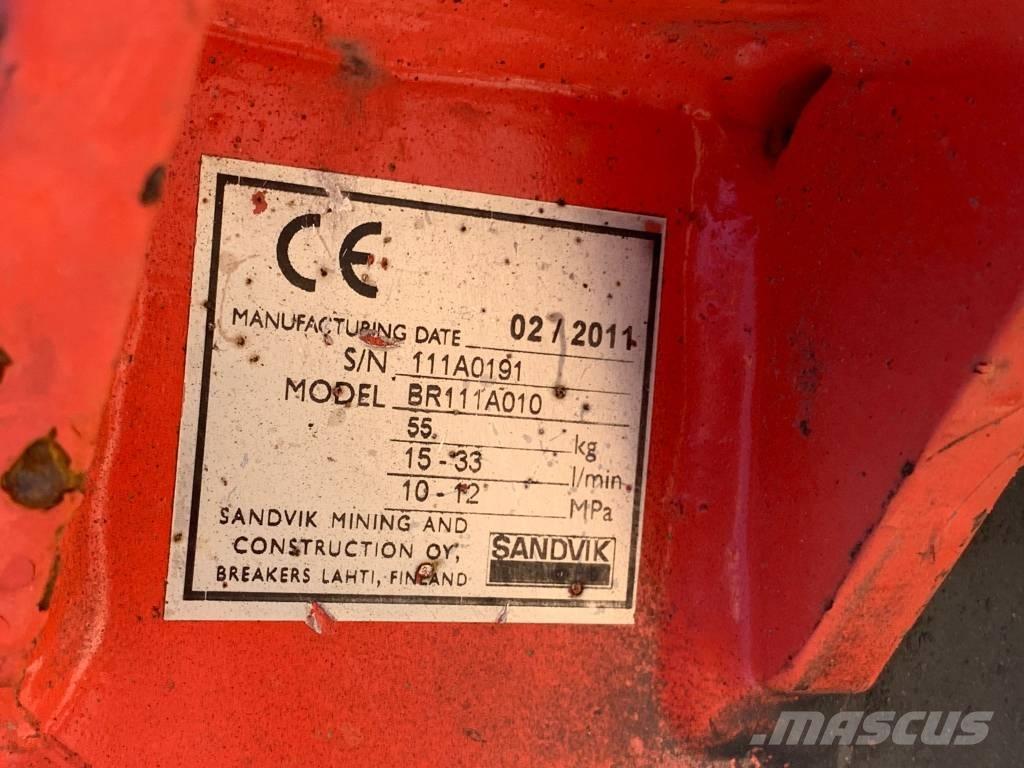 CE
MANUFACTURING DATE 02 / 2011
S/N 111A0191
MODEL BR111A010
55 kg
15 - 33 l/min
10 - 12 MPa
SANDVIK MINING AND
CONSTRUCTION OY,
BREAKERS LAHTI, FINLAND
SANDVIK
MASCUS